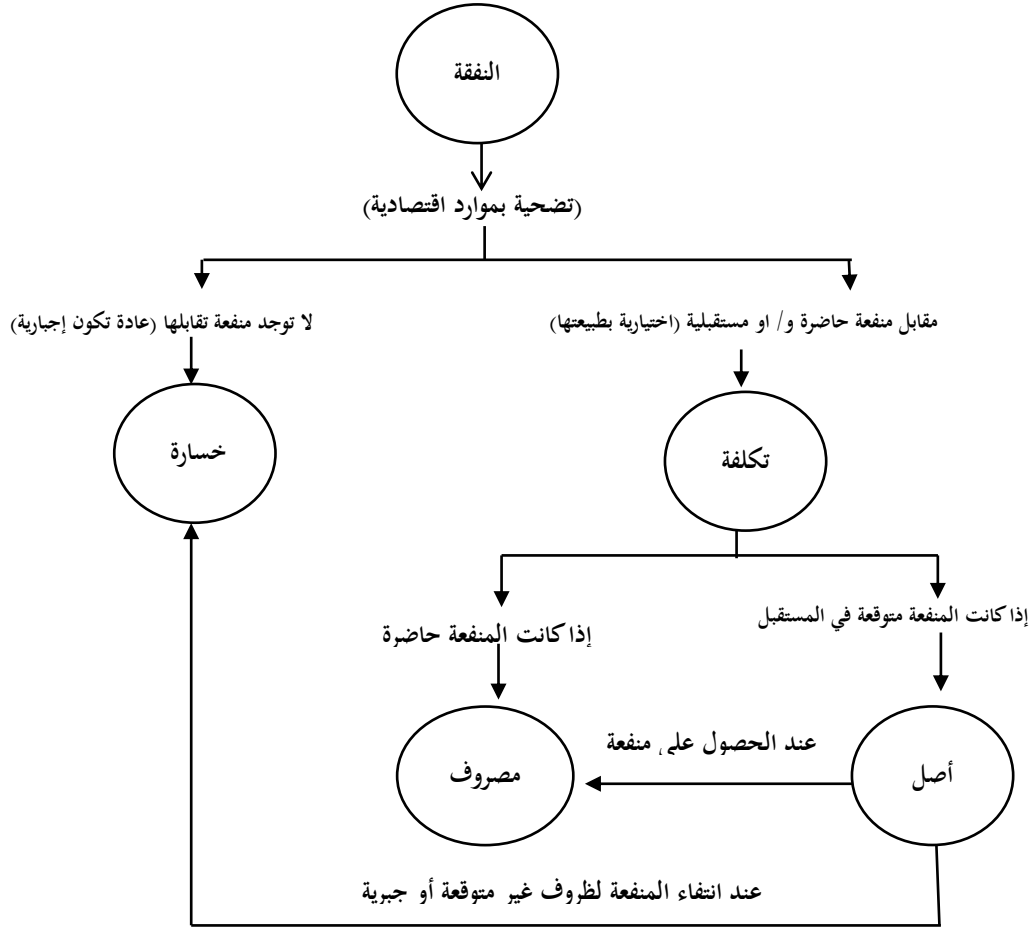 النفقة
(تضحية بموارد اقتصادية)
مقابل منفعة حاضرة و/ او مستقبلية (اختيارية بطبيعتها)
لا توجد منفعة تقابلها (عادة تكون إجبارية)
تكلفة
خسارة
إذا كانت المنفعة متوقعة في المستقبل
إذا كانت المنفعة حاضرة
أصل
عند الحصول على منفعة
مصروف
عند انتفاء المنفعة لظروف غير متوقعة أو جبرية